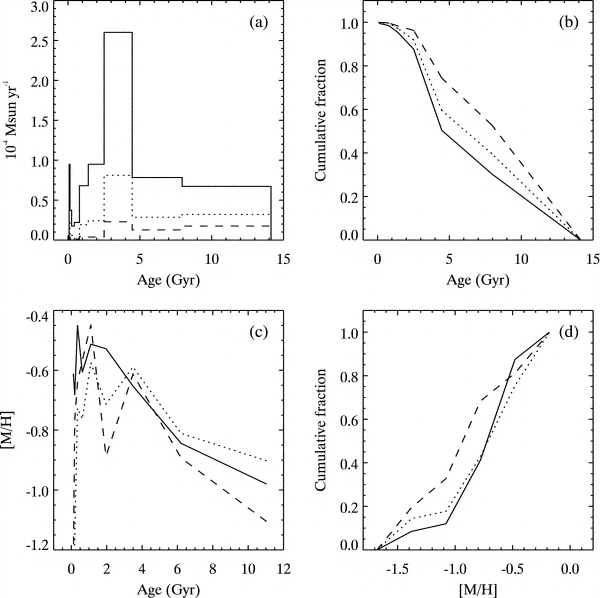 (a)
3.0
2.5
2.0
1.5
1.0
0.5
0.0
10⁻⁴ Msun yr⁻¹
0 5 10 15
Age (Gyr)
(b)
1.0
0.8
0.6
0.4
0.2
0.0
Cumulative fraction
0 5 10 15
Age (Gyr)
(c)
-0.4
-0.6
-0.8
-1.0
-1.2
[M/H]
0 2 4 6 8 10 12
Age (Gyr)
(d)
1.0
0.8
0.6
0.4
0.2
0.0
Cumulative fraction
-1.5 -1.0 -0.5 0.0
[M/H]